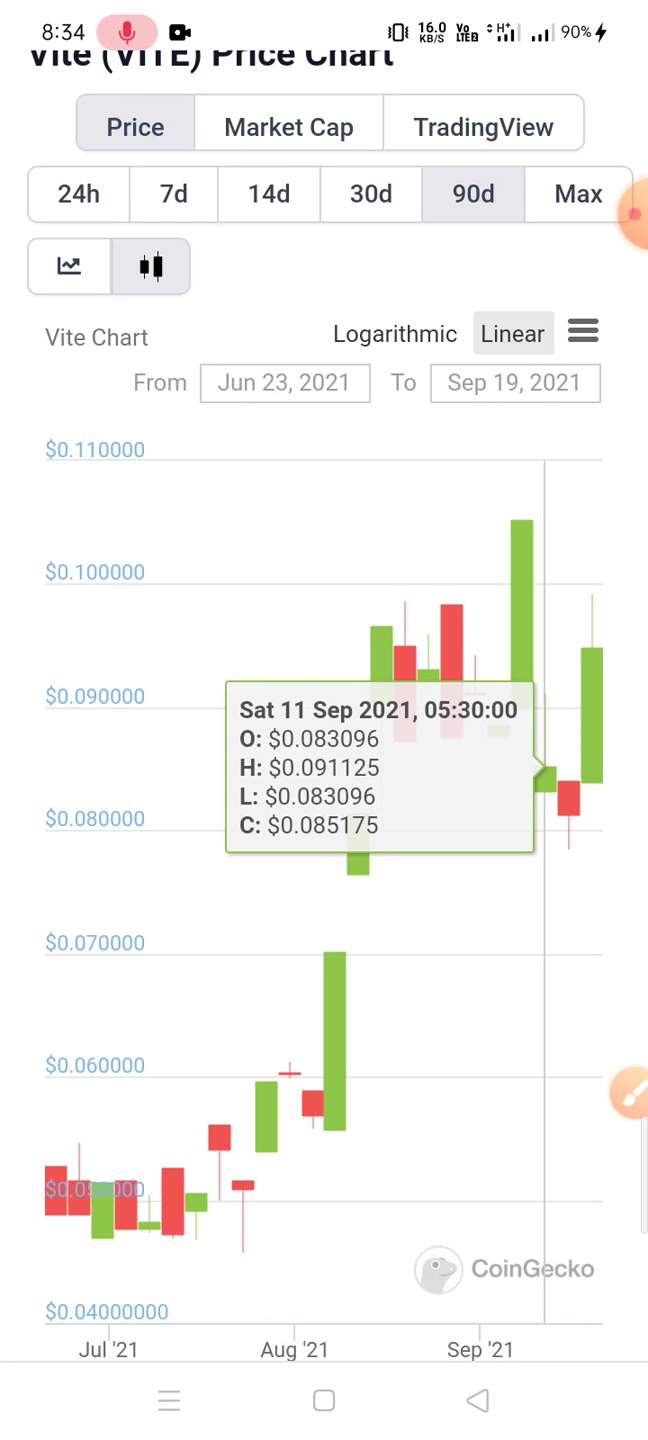 8:34
16.0 KB/S
Vo LTE2
H+
90%
Vite (VITE) Price Chart
Price Market Cap TradingView
24h 7d 14d 30d 90d Max
Vite Chart
Logarithmic Linear
From Jun 23, 2021 To Sep 19, 2021
$0.110000
$0.100000
$0.090000
Sat 11 Sep 2021, 05:30:00
O: $0.083096
H: $0.091125
L: $0.083096
C: $0.085175
$0.080000
$0.070000
$0.060000
$0.050000
CoinGecko
$0.04000000
Jul '21 Aug '21 Sep '21